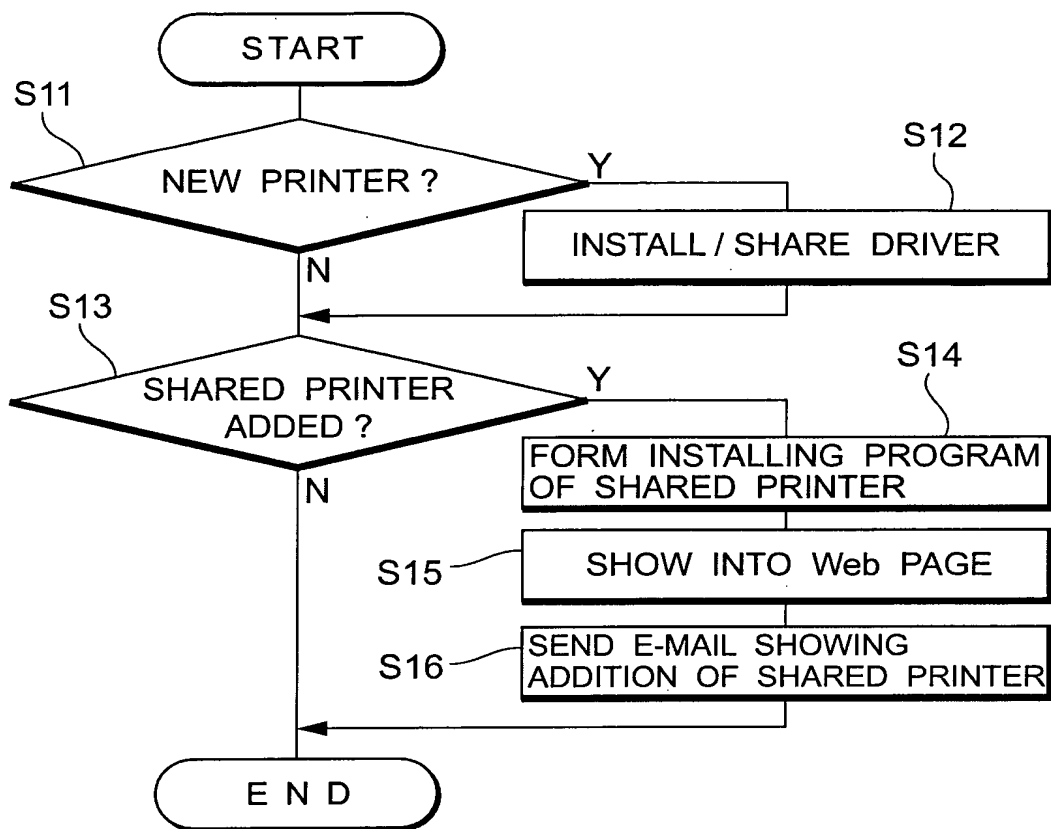 START
S11
NEW PRINTER ?
Y
S12
INSTALL / SHARE DRIVER
N
S13
SHARED PRINTER
ADDED ?
Y
S14
FORM INSTALLING PROGRAM
OF SHARED PRINTER
N
S15
SHOW INTO Web PAGE
S16
SEND E-MAIL SHOWING
ADDITION OF SHARED PRINTER
END